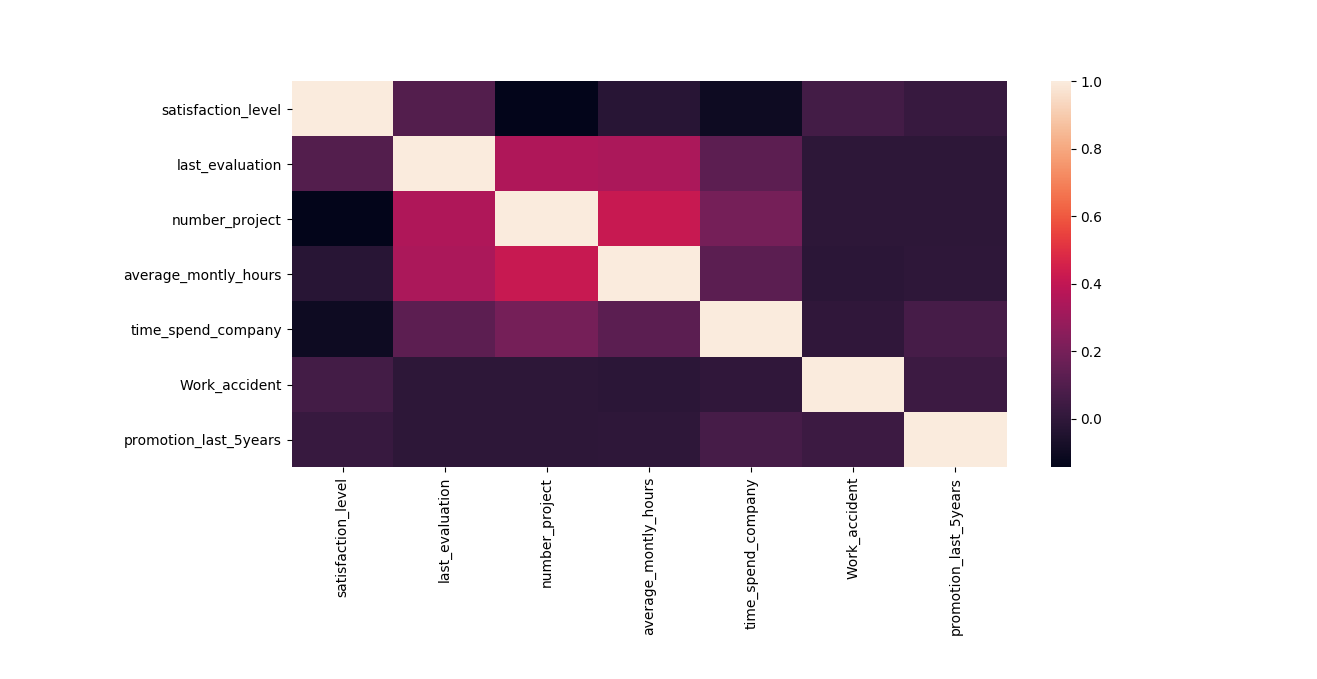 satisfaction_level
last_evaluation
number_project
average_montly_hours
time_spend_company
Work_accident
promotion_last_5years
satisfaction_level
last_evaluation
number_project
average_montly_hours
time_spend_company
Work_accident
promotion_last_5years
1.0
0.8
0.6
0.4
0.2
0.0